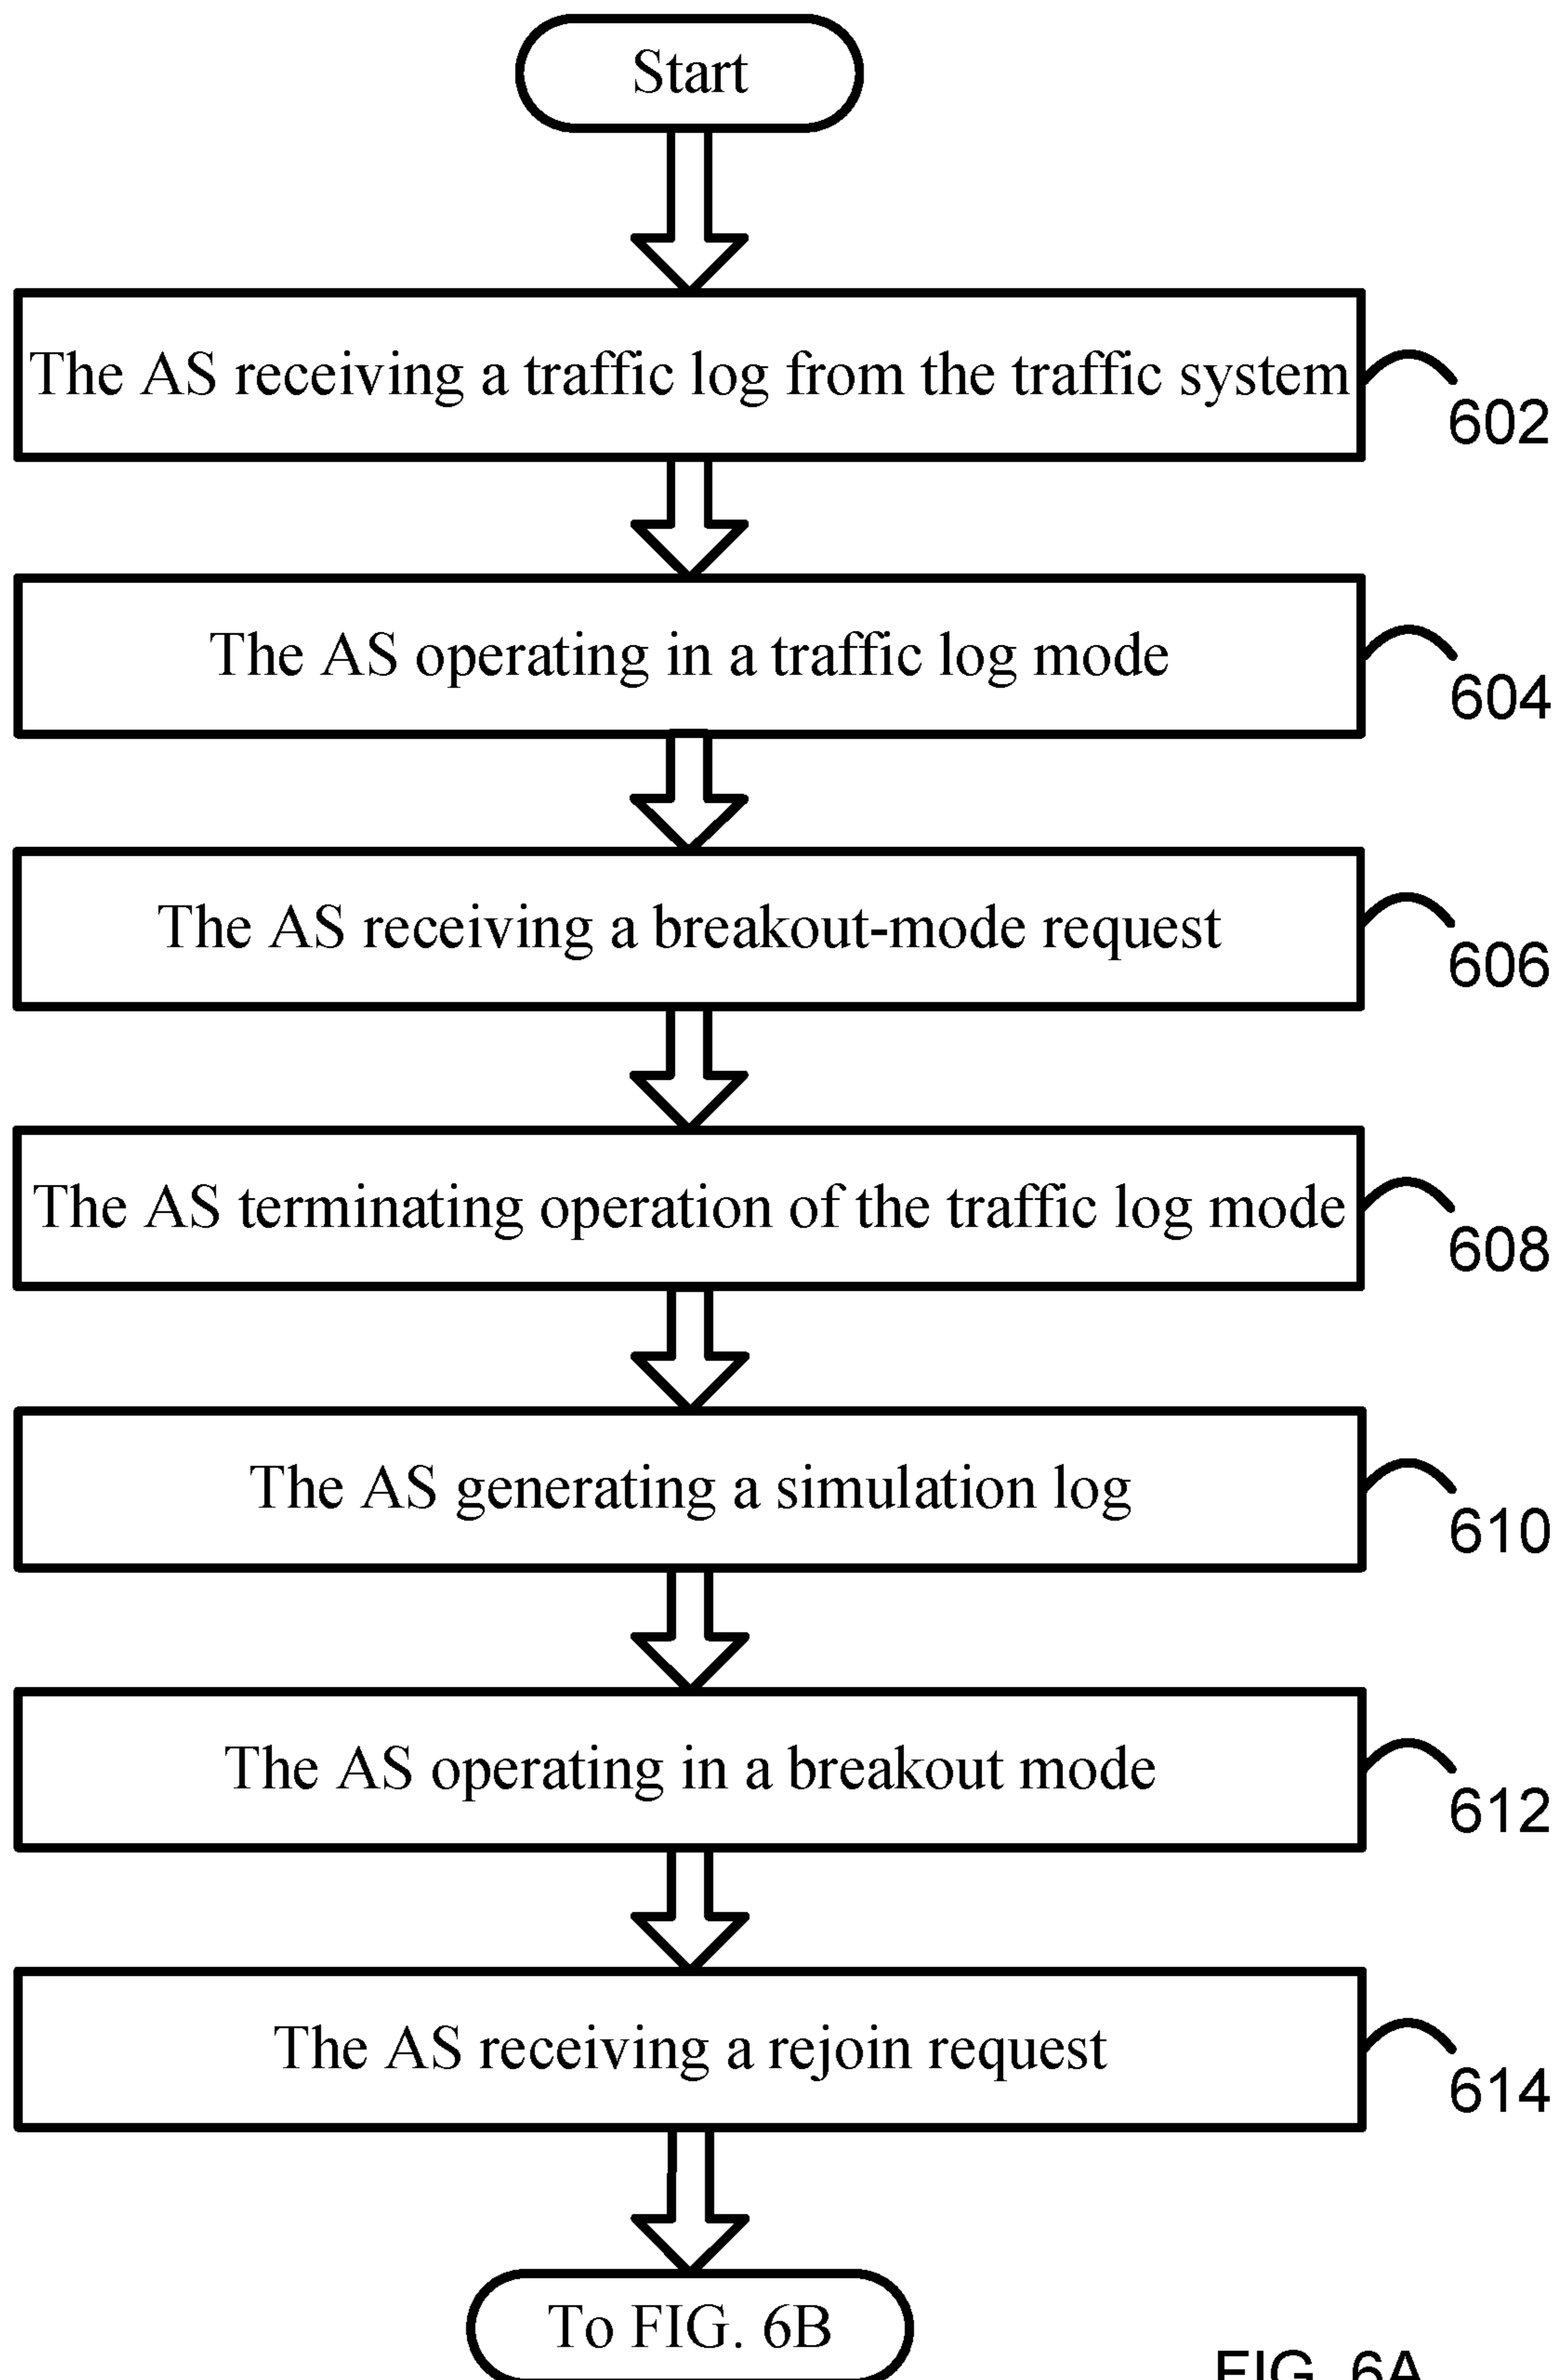 Start
The AS receiving a traffic log from the traffic system
602
The AS operating in a traffic log mode
604
The AS receiving a breakout-mode request
606
The AS terminating operation of the traffic log mode
608
The AS generating a simulation log
610
The AS operating in a breakout mode
612
The AS receiving a rejoin request
614
To FIG. 6B
FIG. 6A